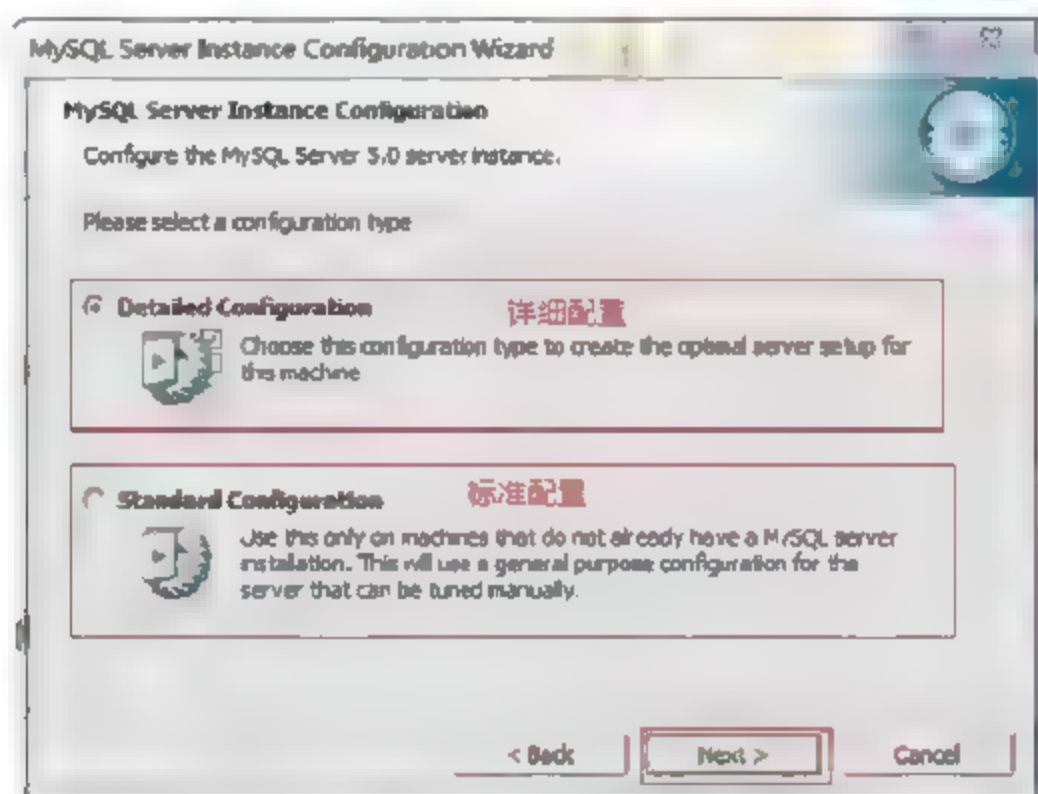 MySQL Server Instance Configuration Wizard
MySQL Server Instance Configuration
Configure the MySQL Server 5.0 server instance.
Please select a configuration type
Detailed Configuration 详细配置
Choose this configuration type to create the optimal server setup for
this machine
Standard Configuration 标准配置
Use this only on machines that do not already have a MySQL server
installation. This will use a general purpose configuration for the
server that can be tuned manually.
< Back Next > Cancel